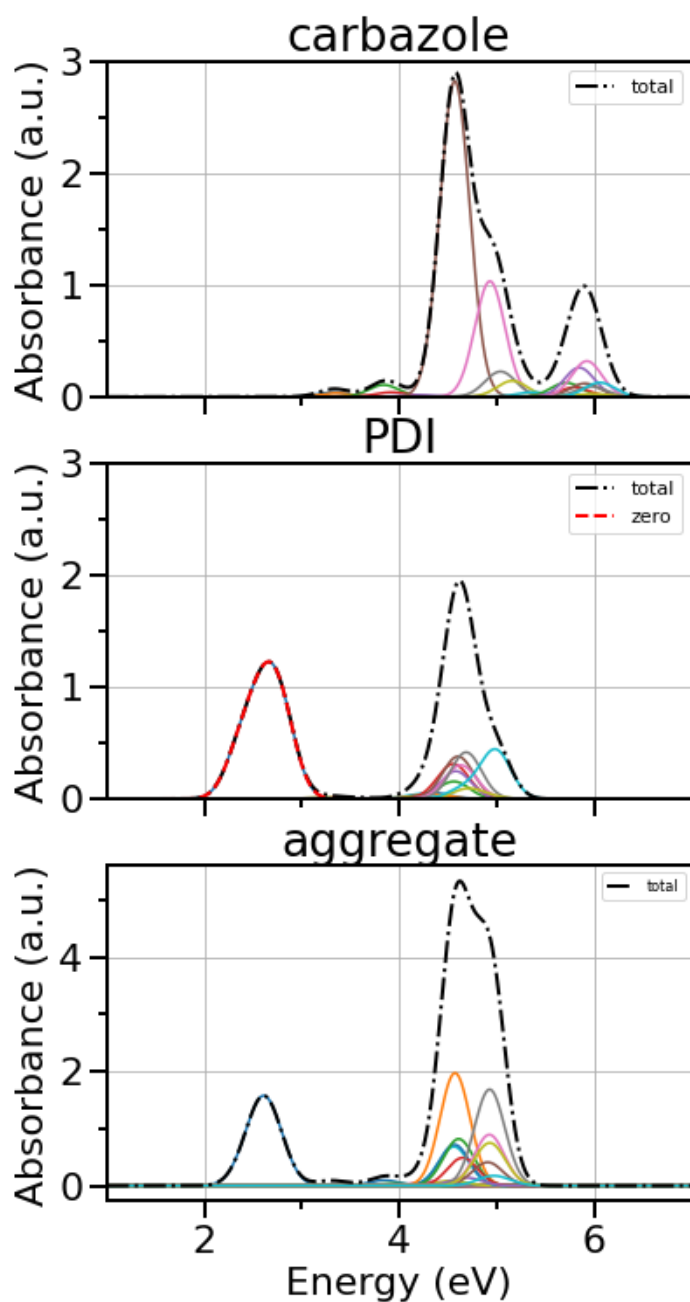 carbazole
3
2
1
0
Absorbance (a.u.)
total
PDI
3
2
1
0
Absorbance (a.u.)
total
zero
aggregate
4
2
0
Absorbance (a.u.)
total
2 4 6
Energy (eV)